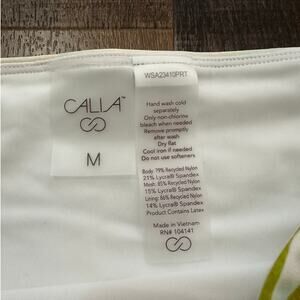 CALIA™
M
WSA23410PRT
Hand wash cold
separately
Only non-chlorine
bleach when needed
Remove promptly
after wash
Dry flat
Cool iron if needed
Do not use softeners
Body: 79% Recycled Nylon
21% Lycra® Spandex
Mesh: 85% Recycled Nylon
15% Lycra® Spandex
Lining: 86% Recycled Nylon
14% Lycra® Spandex
Product Contains Latex
Made in Vietnam
RN# 104141